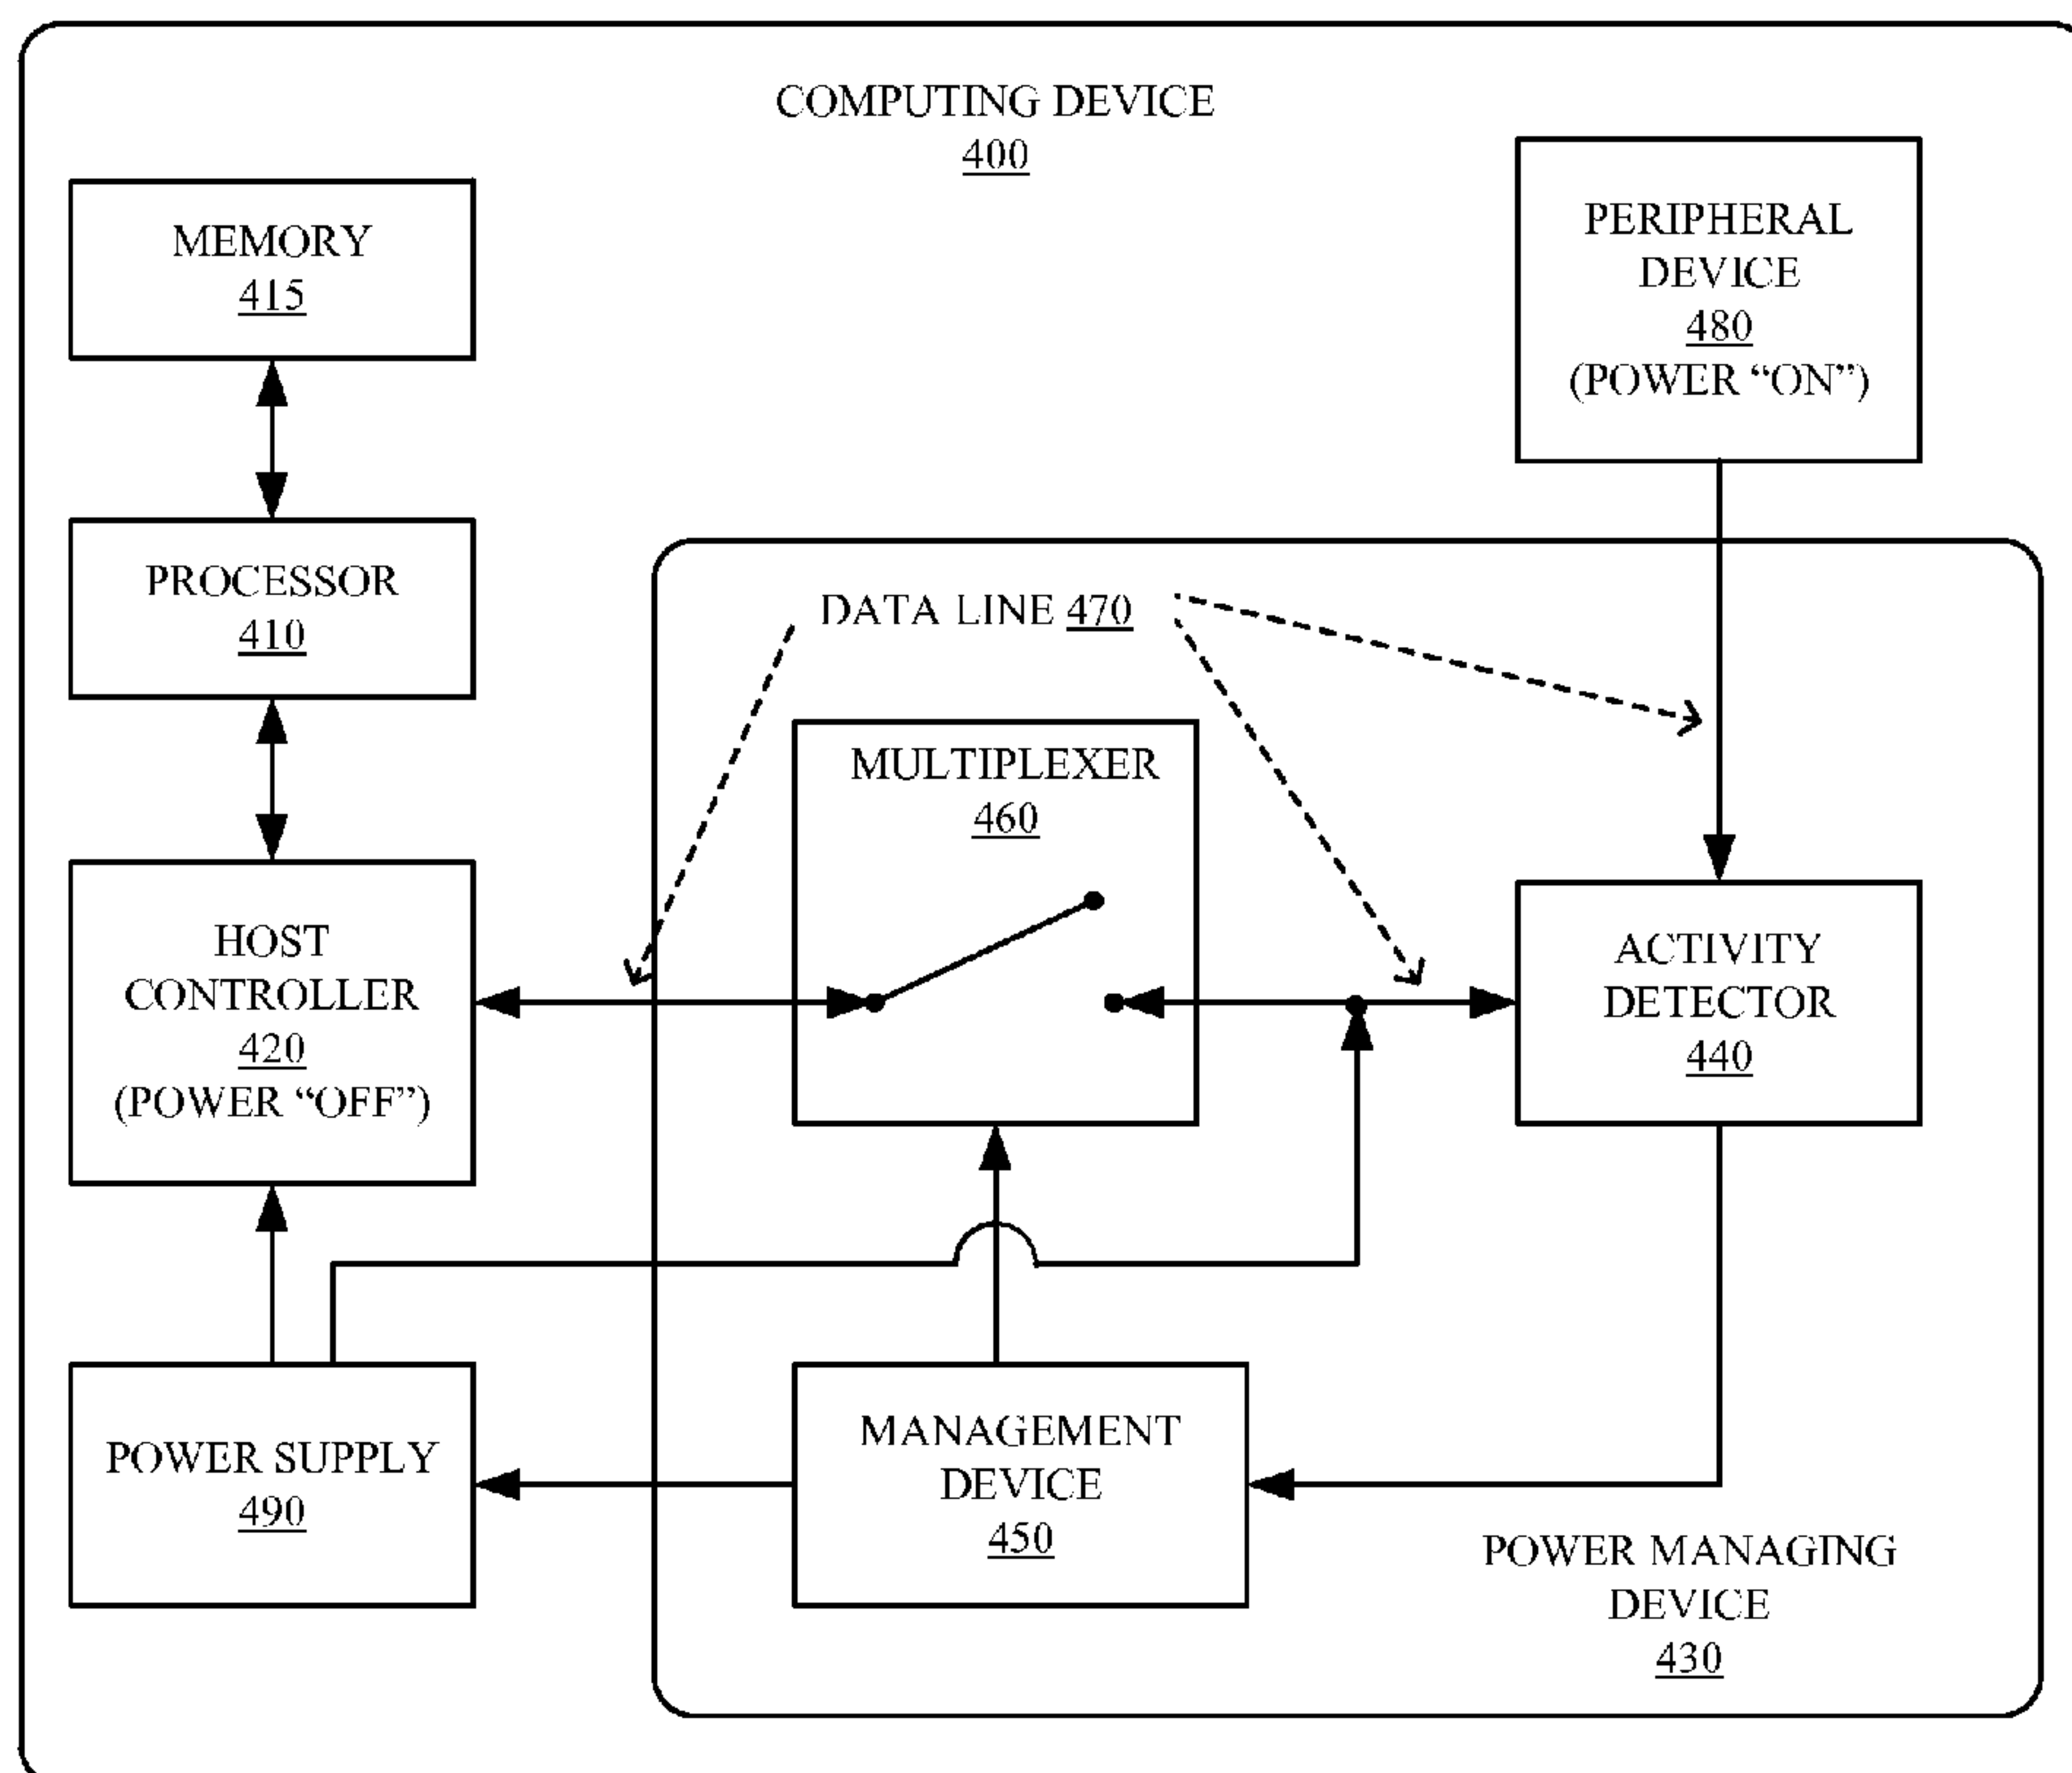 COMPUTING DEVICE
400
MEMORY
415
PERIPHERAL
DEVICE
480
(POWER “ON”)
PROCESSOR
410
DATA LINE 470
MULTIPLEXER
460
HOST
CONTROLLER
420
(POWER “OFF”)
ACTIVITY
DETECTOR
440
POWER SUPPLY
490
MANAGEMENT
DEVICE
450
POWER MANAGING
DEVICE
430